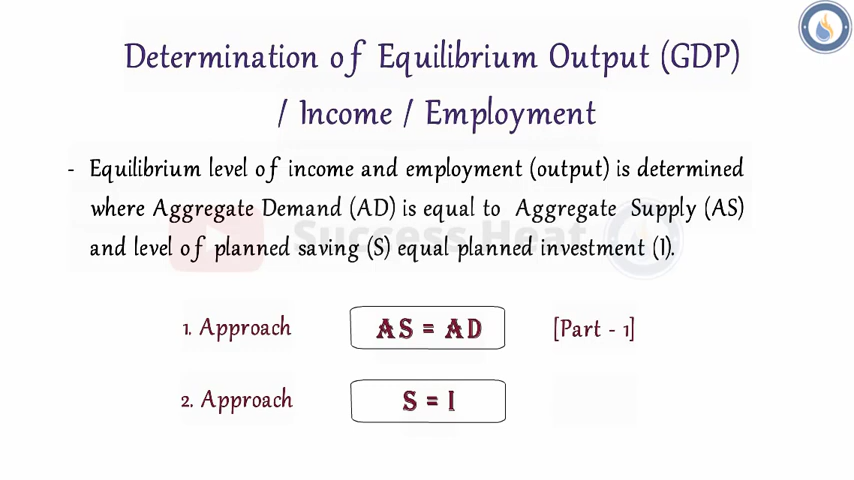 Determination of Equilibrium Output (GDP)
/ Income / Employment
- Equilibrium level of income and employment (output) is determined
where Aggregate Demand (AD) is equal to Aggregate Supply (AS)
and level of planned saving (S) equal planned investment (I).
Success Heat
1. Approach AS = AD [Part - 1]
2. Approach S = I